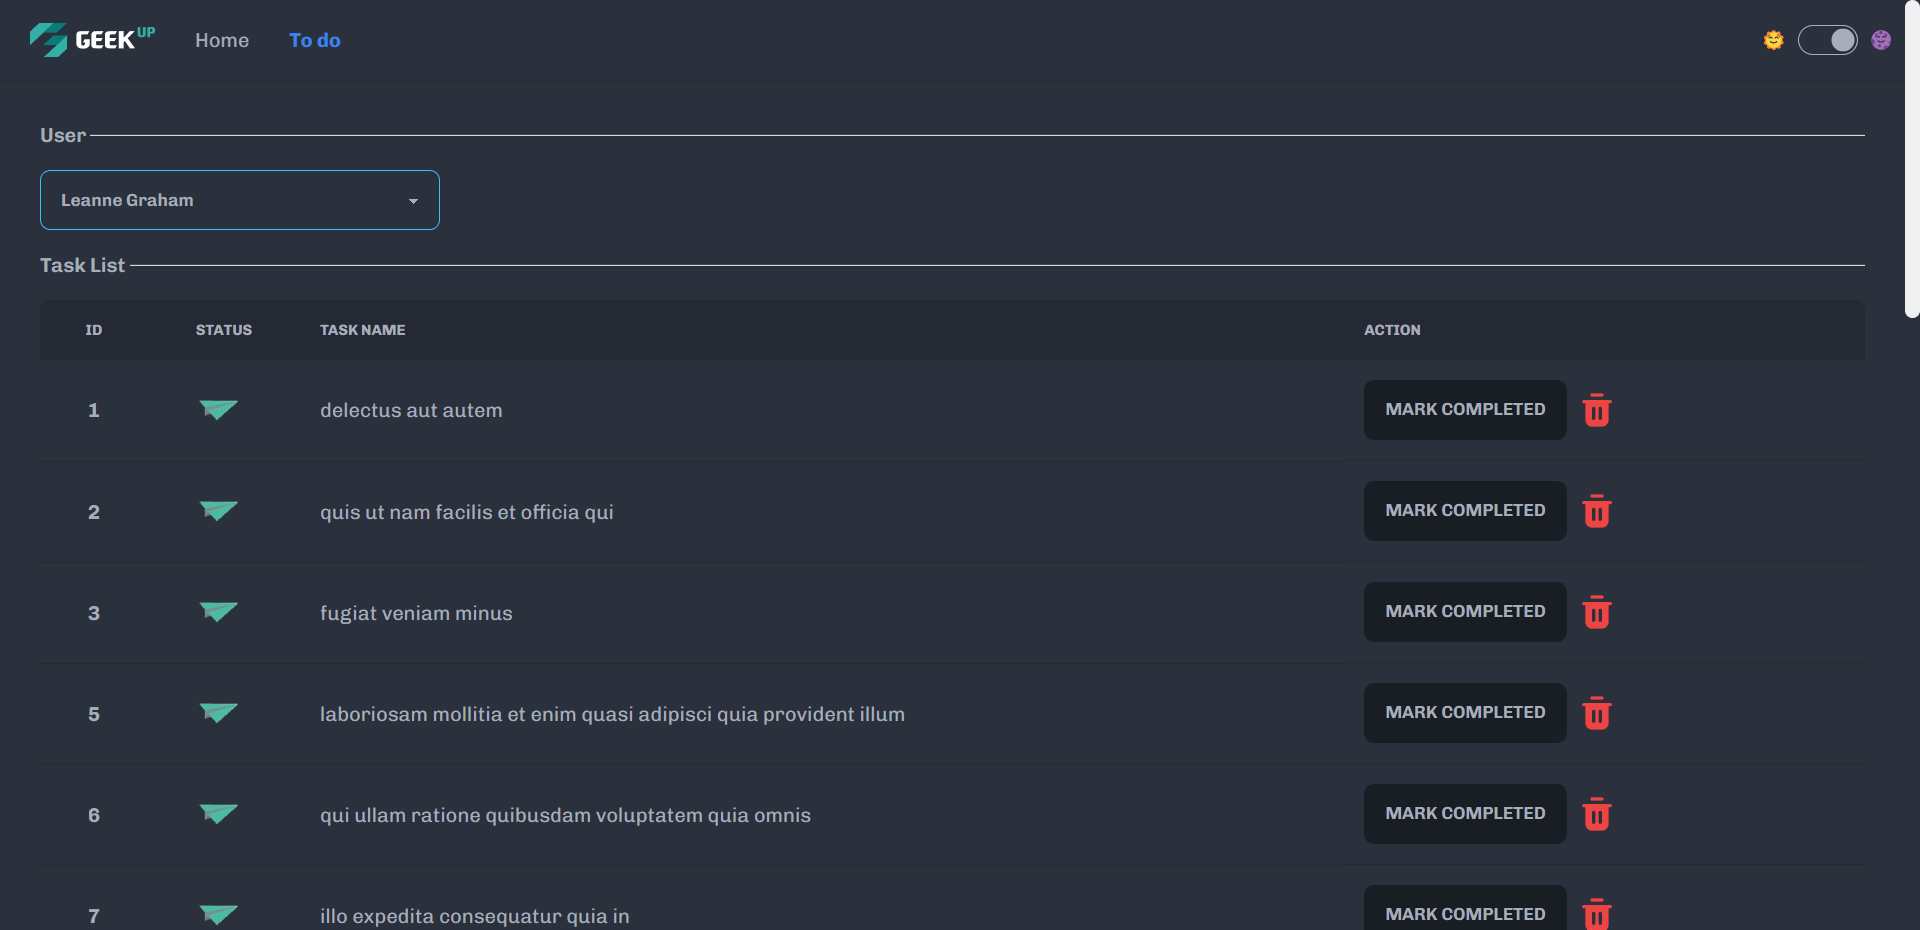 GEEK UP Home To do
User
Leanne Graham
Task List
ID STATUS TASK NAME ACTION
1 delectus aut autem MARK COMPLETED
2 quis ut nam facilis et officia qui MARK COMPLETED
3 fugiat veniam minus MARK COMPLETED
5 laboriosam mollitia et enim quasi adipisci quia provident illum MARK COMPLETED
6 qui ullam ratione quibusdam voluptatem quia omnis MARK COMPLETED
7 illo expedita consequatur quia in MARK COMPLETED